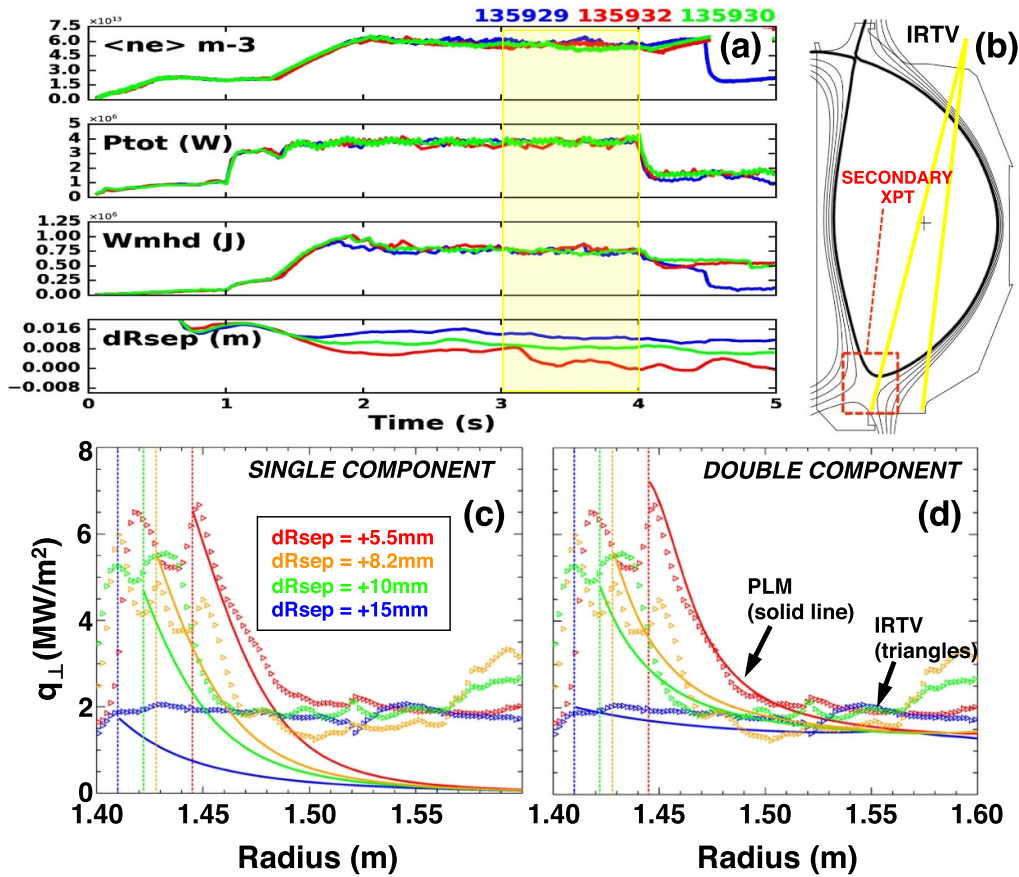 135929 135932 135930
×10¹³
7.5
6.0
4.5
3.0
1.5
0.0
<ne> m-3
(a)
×10⁶
5
4
3
2
1
Ptot (W)
×10⁶
1.25
1.00
0.75
0.50
0.25
0.00
Wmhd (J)
0.016
0.008
0.000
−0.008
dRsep (m)
0 1 2 3 4 5
Time (s)
IRTV
(b)
SECONDARY
XPT
8
6
4
2
0
q⊥(MW/m²)
SINGLE COMPONENT
(c)
dRsep = +5.5mm
dRsep = +8.2mm
dRsep = +10mm
dRsep = +15mm
1.40 1.45 1.50 1.55
Radius (m)
DOUBLE COMPONENT
(d)
PLM
(solid line)
IRTV
(triangles)
1.40 1.45 1.50 1.55 1.60
Radius (m)